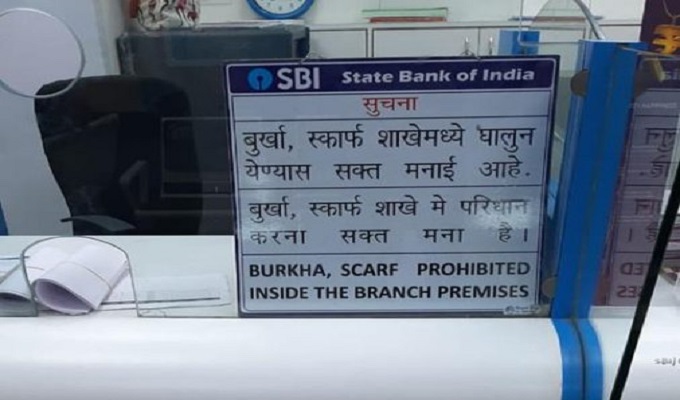 SBI State Bank of India
सुचना
बुर्खा, स्कार्फ शाखेमध्ये घालुन
येण्यास सक्त मनाई आहे.
बुर्खा, स्कार्फ शाखे मे परिधान
करना सक्त मना है।
BURKHA, SCARF PROHIBITED
INSIDE THE BRANCH PREMISES